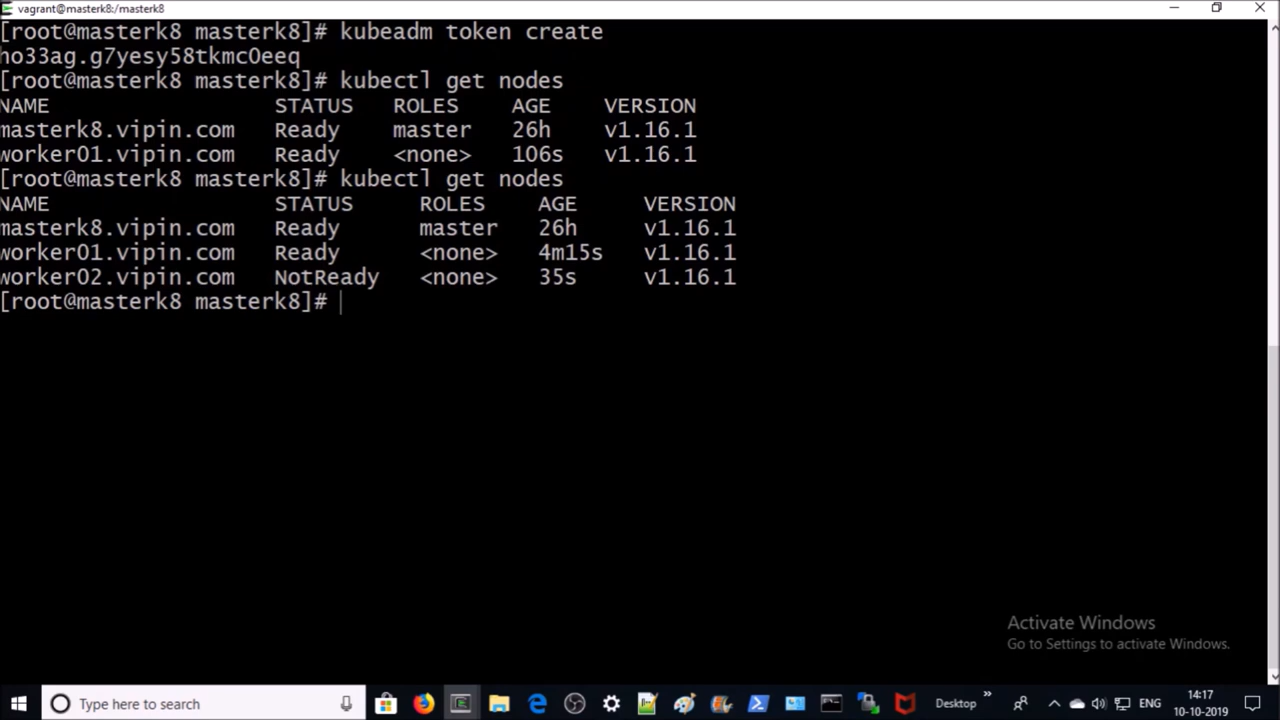 vagrant@masterk8:/masterk8
[root@masterk8 masterk8]# kubeadm token create
ho33ag.g7yesy58tkmc0eeq
[root@masterk8 masterk8]# kubectl get nodes
NAME STATUS ROLES AGE VERSION
masterk8.vipin.com Ready master 26h v1.16.1
worker01.vipin.com Ready <none> 106s v1.16.1
[root@masterk8 masterk8]# kubectl get nodes
NAME STATUS ROLES AGE VERSION
masterk8.vipin.com Ready master 26h v1.16.1
worker01.vipin.com Ready <none> 4m15s v1.16.1
worker02.vipin.com NotReady <none> 35s v1.16.1
[root@masterk8 masterk8]#
Activate Windows
Go to Settings to activate Windows.
Type here to search
Desktop
ENG
14:17
10-10-2019